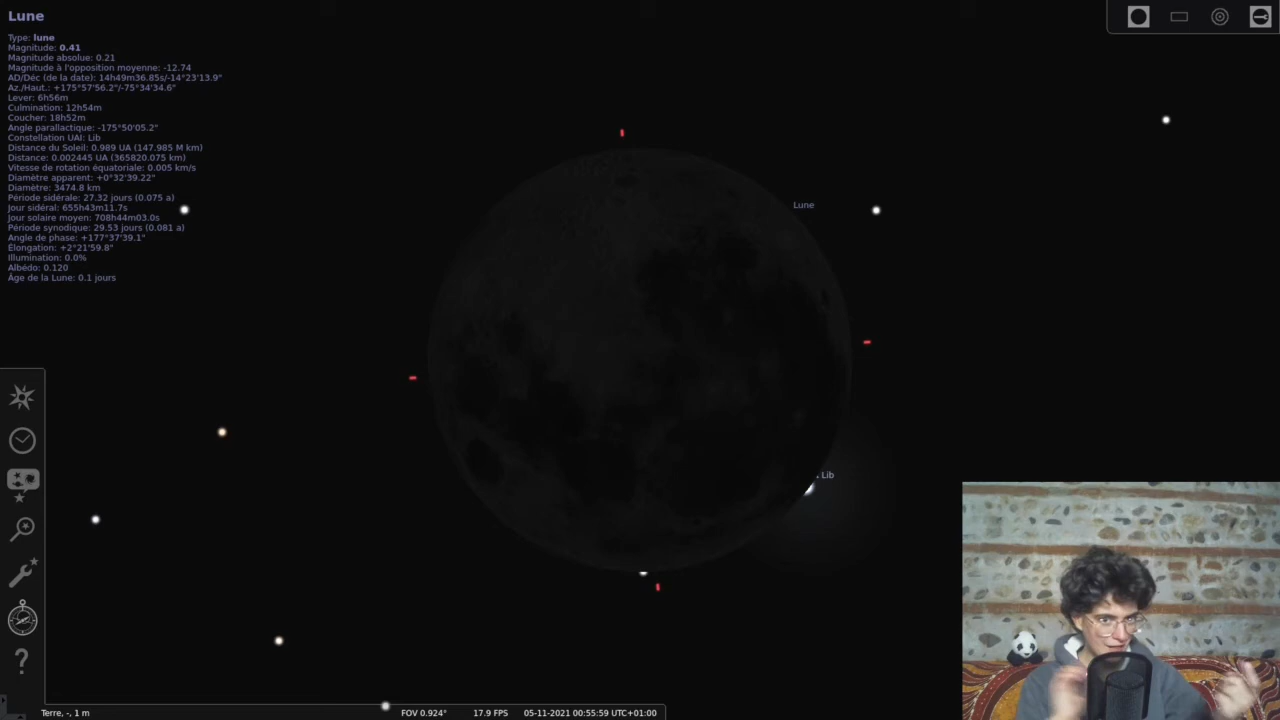 Lune
Type: lune
Magnitude: 0.41
Magnitude absolue: 0.21
Magnitude à l'opposition moyenne: -12.74
AD/Déc (de la date): 14h49m36.85s/-14°23'13.9"
Az./Haut.: +175°57'56.2"/-75°34'34.6"
Lever: 6h56m
Culmination: 12h54m
Coucher: 18h52m
Angle parallactique: -175°50'05.2"
Constellation UAI: Lib
Distance du Soleil: 0.989 UA (147.985 M km)
Distance: 0.002445 UA (365820.075 km)
Vitesse de rotation équatoriale: 0.005 km/s
Diamètre apparent: +0°32'39.22"
Diamètre: 3474.8 km
Période sidérale: 27.32 jours (0.075 a)
Jour sidéral: 655h43m11.7s
Jour solaire moyen: 708h44m03.0s
Période synodique: 29.53 jours (0.081 a)
Angle de phase: +177°37'39.1"
Élongation: +2°21'59.8"
Illumination: 0.0%
Albédo: 0.120
Âge de la Lune: 0.1 jours
Lune
Lib
Terre, -, 1 m FOV 0.924° 17.9 FPS 05-11-2021 00:55:59 UTC+01:00